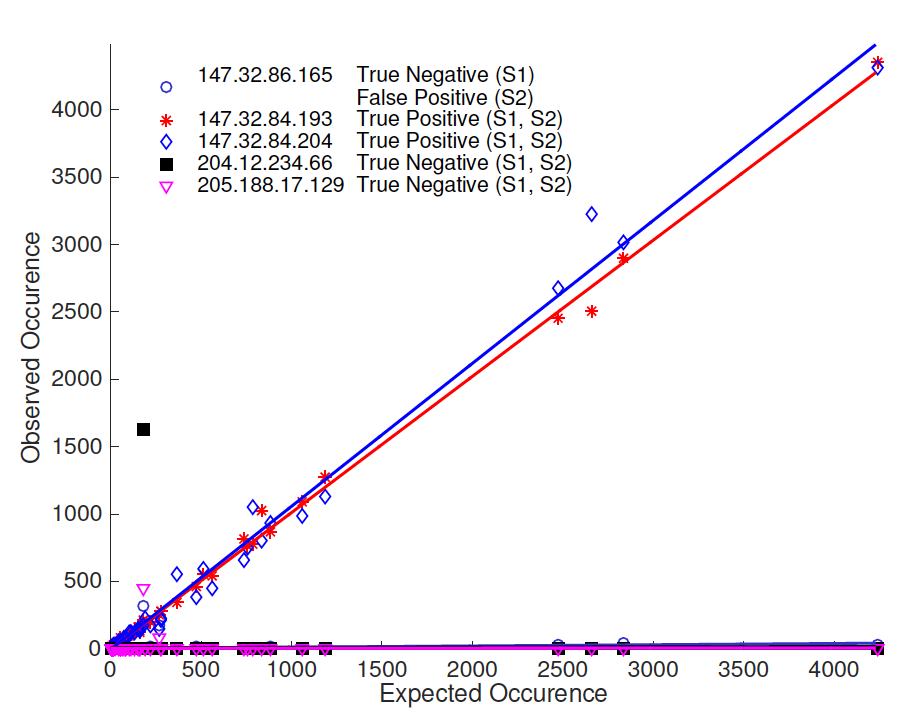 147.32.86.165 True Negative (S1)
False Positive (S2)
147.32.84.193 True Positive (S1, S2)
147.32.84.204 True Positive (S1, S2)
204.12.234.66 True Negative (S1, S2)
205.188.17.129 True Negative (S1, S2)
4000
3500
3000
2500
2000
1500
1000
500
0
Observed Occurence
0 500 1000 1500 2000 2500 3000 3500 4000
Expected Occurence